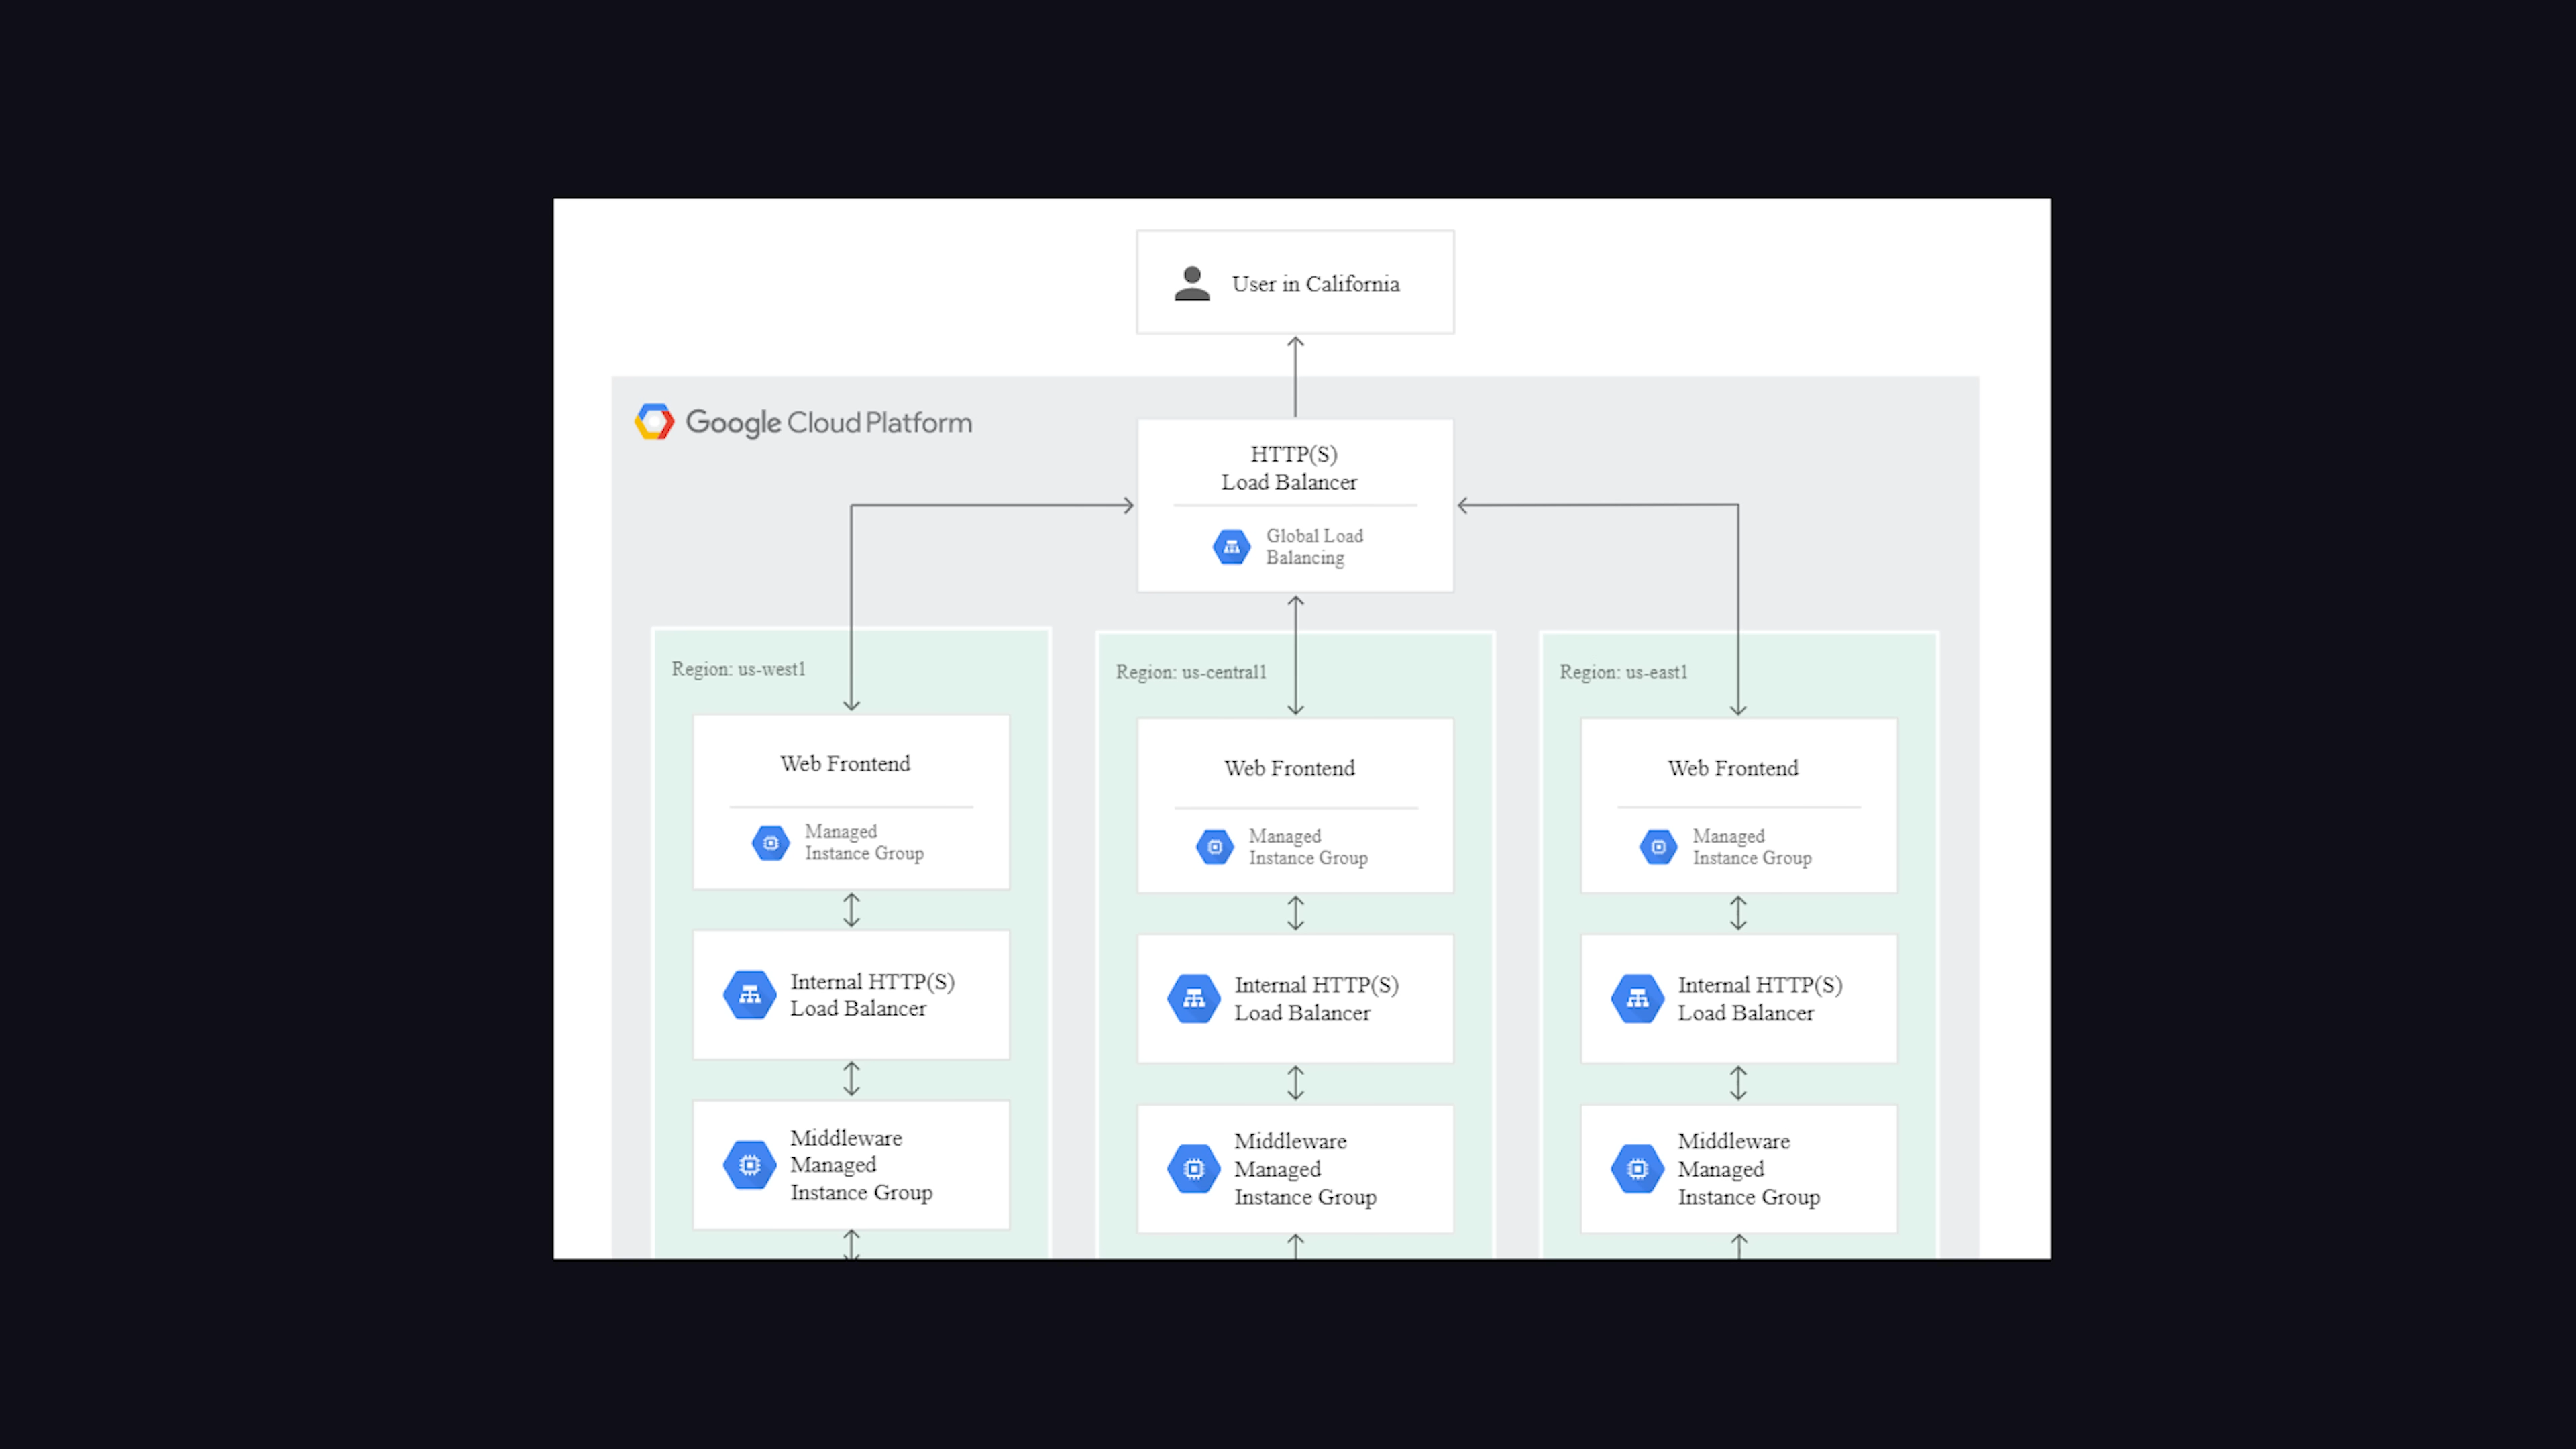 User in California
Google Cloud Platform
HTTP(S)
Load Balancer
Global Load
Balancing
Region: us-west1
Web Frontend
Managed
Instance Group
Internal HTTP(S)
Load Balancer
Middleware
Managed
Instance Group
Region: us-central1
Web Frontend
Managed
Instance Group
Internal HTTP(S)
Load Balancer
Middleware
Managed
Instance Group
Region: us-east1
Web Frontend
Managed
Instance Group
Internal HTTP(S)
Load Balancer
Middleware
Managed
Instance Group